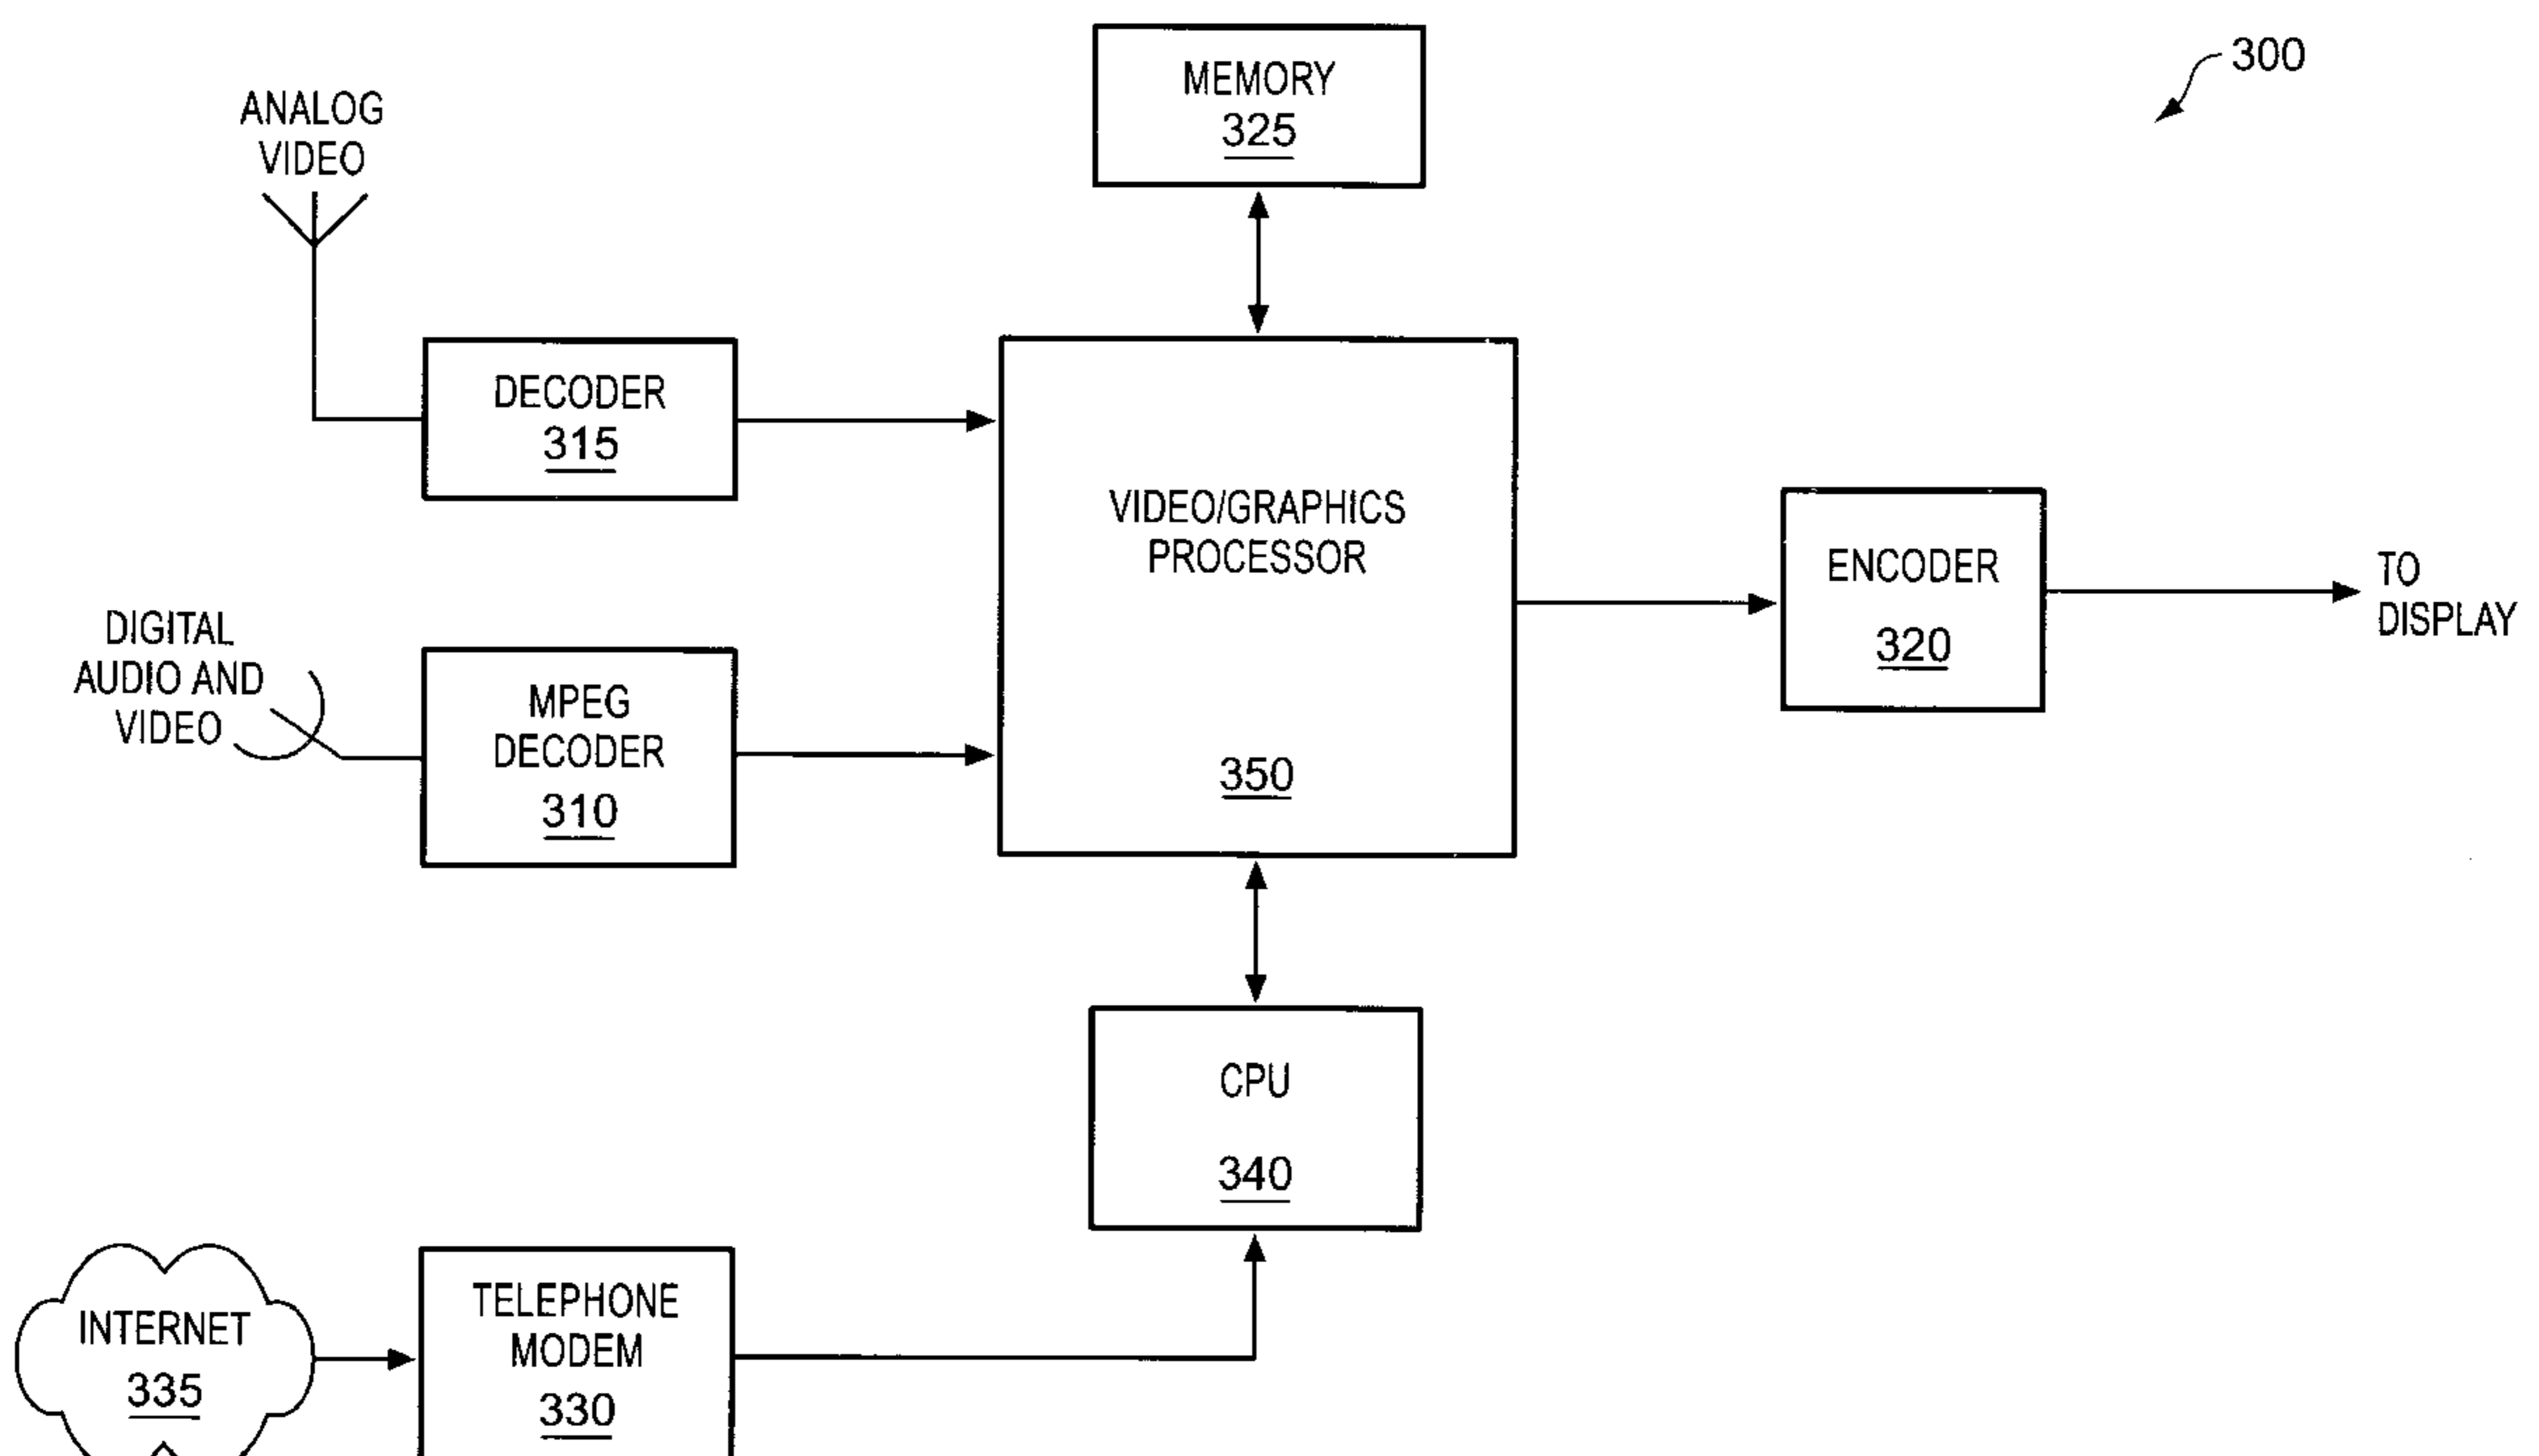 MEMORY
325
300
ANALOG
VIDEO
DECODER
315
VIDEO/GRAPHICS
PROCESSOR
350
ENCODER
320
TO
DISPLAY
DIGITAL
AUDIO AND
VIDEO
MPEG
DECODER
310
CPU
340
INTERNET
335
TELEPHONE
MODEM
330